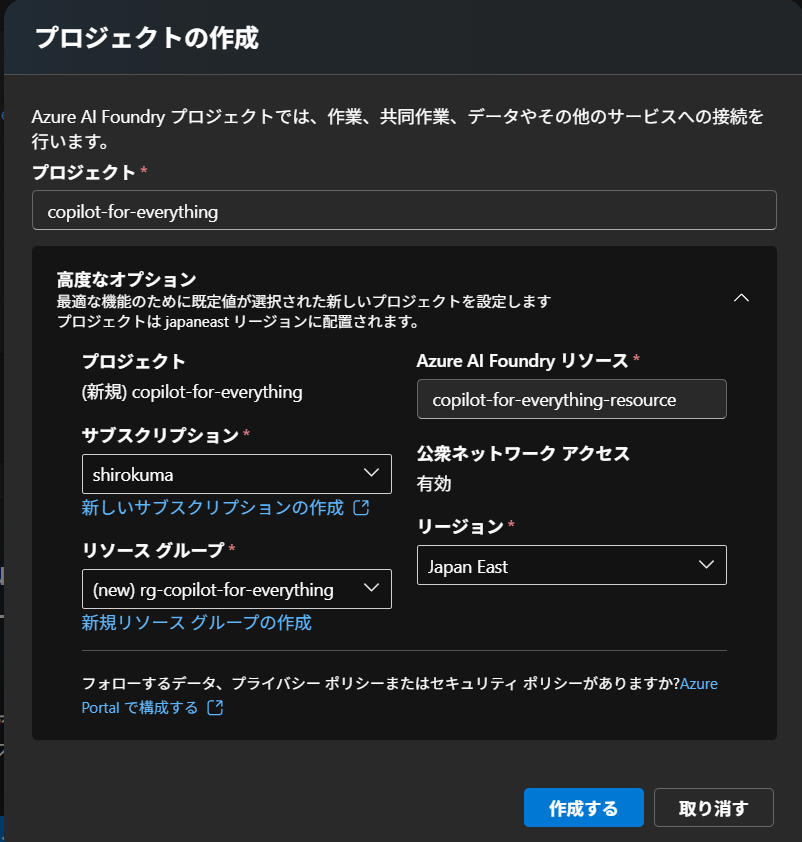 プロジェクトの作成
Azure AI Foundry プロジェクトでは、作業、共同作業、データやその他のサービスへの接続を
行います。
プロジェクト *
copilot-for-everything
高度なオプション
最適な機能のために既定値が選択された新しいプロジェクトを設定します
プロジェクトは japaneast リージョンに配置されます。
プロジェクト
(新規) copilot-for-everything
サブスクリプション *
shirokuma
新しいサブスクリプションの作成
リソース グループ *
(new) rg-copilot-for-everything
新規リソース グループの作成
Azure AI Foundry リソース *
copilot-for-everything-resource
公衆ネットワーク アクセス
有効
リージョン *
Japan East
フォローするデータ、プライバシー ポリシーまたはセキュリティ ポリシーがありますか?Azure
Portal で構成する
作成する
取り消す